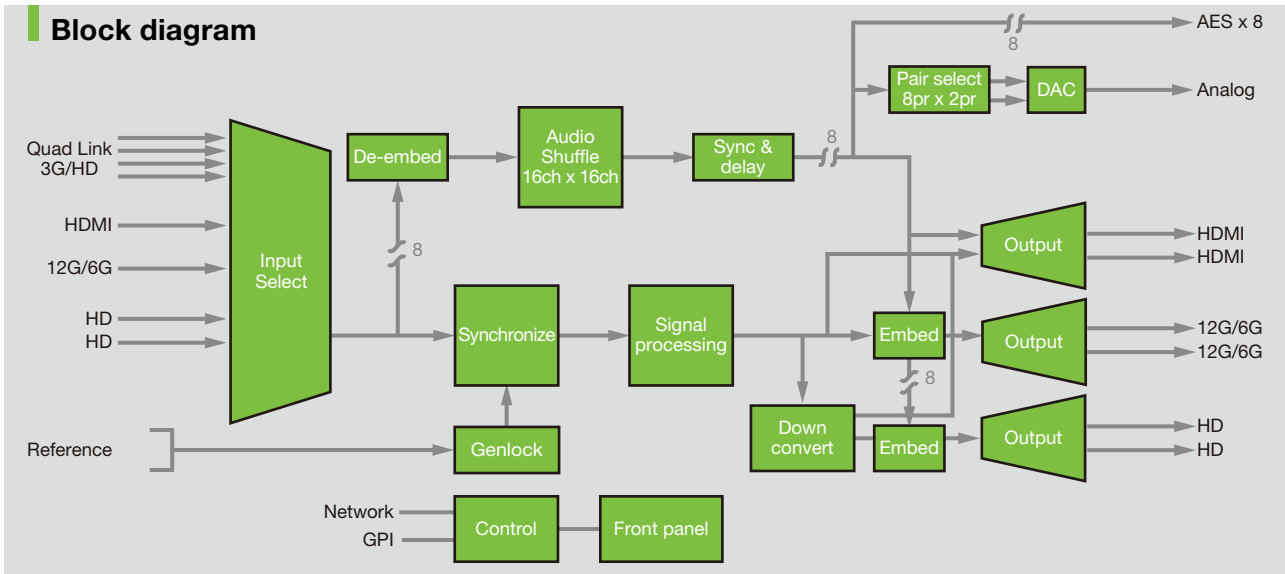 Block diagram
AES x 8
8
Pair select
8pr x 2pr
DAC
Analog
Quad Link
3G/HD
De-embed
Audio
Shuffle
16ch x 16ch
Sync &
delay
8
HDMI
12G/6G
HD
HD
Input
Select
8
Synchronize
Signal
processing
Output
HDMI
HDMI
Embed
Output
12G/6G
12G/6G
8
Down
convert
Embed
Output
HD
HD
Reference
Genlock
Network
GPI
Control
Front panel